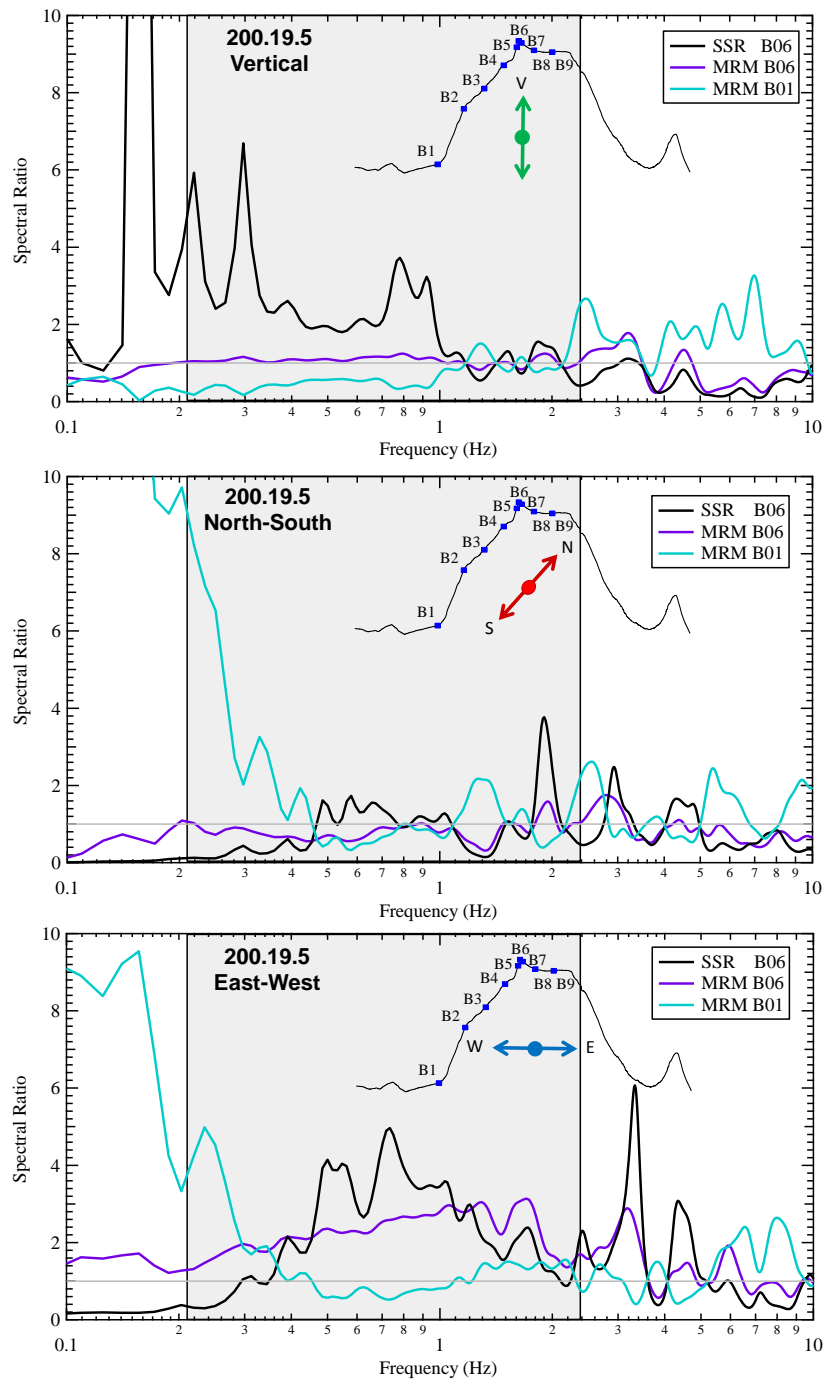 10
8
6
4
2
0
Spectral Ratio
200.19.5
Vertical
B6
B5 B7
B4
B8 B9
B3
B2
V
B1
SSR B06
MRM B06
MRM B01
0.1 2 3 4 5 6 7 8 9 1 2 3 4 5 6 7 8 9 10
Frequency (Hz)
10
8
6
4
2
0
Spectral Ratio
200.19.5
North-South
B6
B5 B7
B4
B8 B9
B3
B2
N
B1
S
SSR B06
MRM B06
MRM B01
0.1 2 3 4 5 6 7 8 9 1 2 3 4 5 6 7 8 9 10
Frequency (Hz)
10
8
6
4
2
0
Spectral Ratio
200.19.5
East-West
B6
B5 B7
B4
B8 B9
B3
B2
W E
B1
SSR B06
MRM B06
MRM B01
0.1 2 3 4 5 6 7 8 9 1 2 3 4 5 6 7 8 9 10
Frequency (Hz)